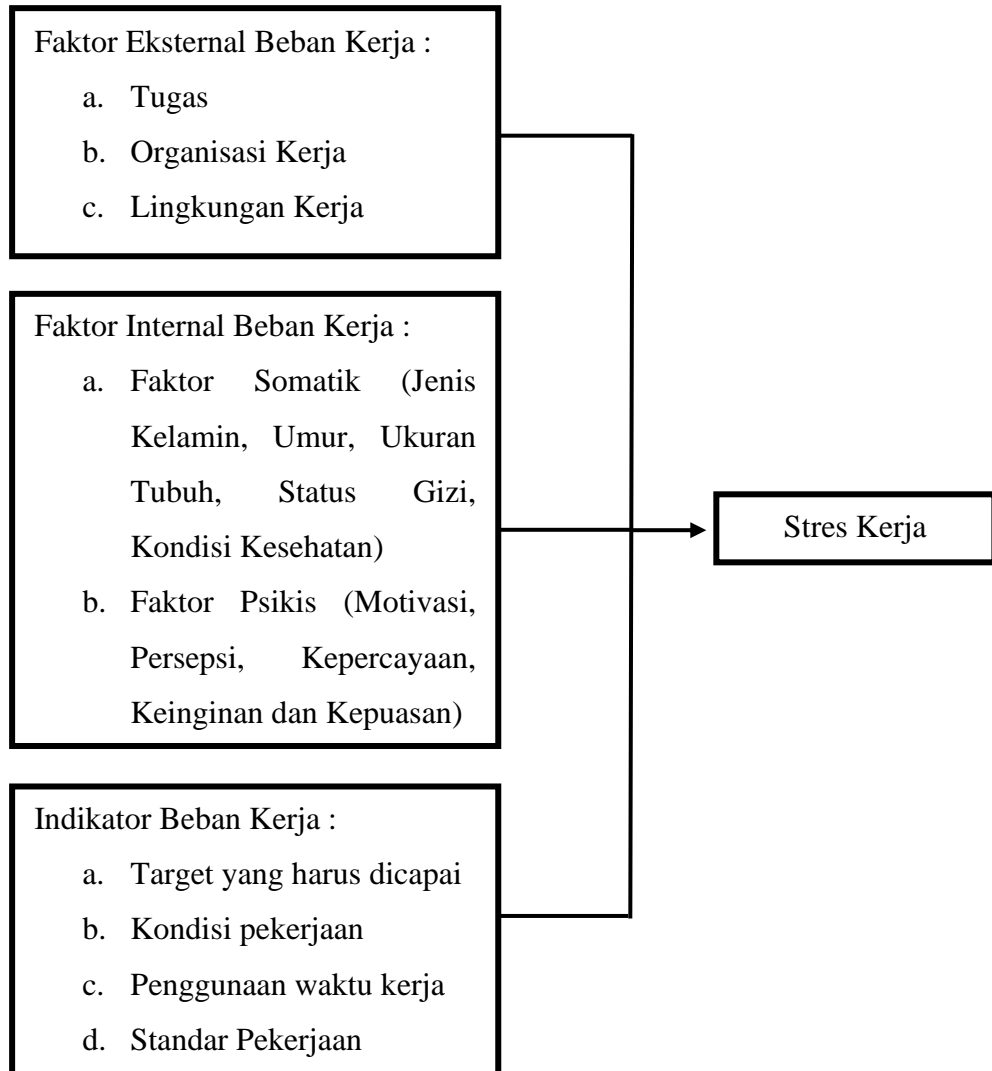 Faktor Eksternal Beban Kerja :
a. Tugas
b. Organisasi Kerja
c. Lingkungan Kerja
Faktor Internal Beban Kerja :
a. Faktor Somatik (Jenis
Kelamin, Umur, Ukuran
Tubuh, Status Gizi,
Kondisi Kesehatan)
b. Faktor Psikis (Motivasi,
Persepsi, Kepercayaan,
Keinginan dan Kepuasan)
Stres Kerja
Indikator Beban Kerja :
a. Target yang harus dicapai
b. Kondisi pekerjaan
c. Penggunaan waktu kerja
d. Standar Pekerjaan